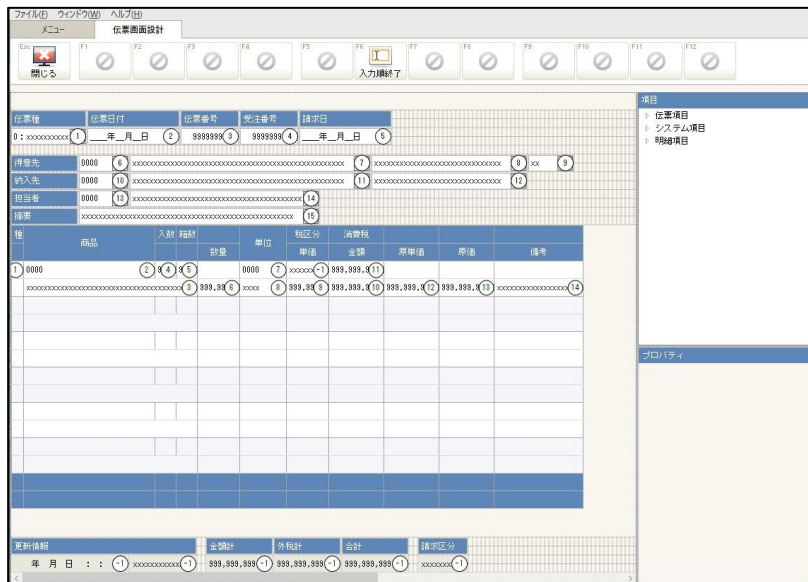 ファイル(F) ウィンドウ(W) ヘルプ(H)
メニュー 伝票画面設計
Esc F1 F2 F3 F4 F5 F6 F7 F8 F9 F10 F11 F12
閉じる 入力順終了
項目
伝票項目
システム項目
明細項目
伝票種 伝票日付 伝票番号 受注番号 請求日
0:xxxxxxxxxx 1 __年__月__日 2 9999999 3 9999999 4 __年__月__日 5
得意先 0000 6 7 8 xx 9
納入先 0000 10 11 12
担当者 0000 13 14
摘要 15
種 商品 入数 箱数 数量 単位 税区分 消費税
単価 金額 原単価 原価 備考
1 0000 2 9 4 9 5 0000 7 xxxxxx -1 999,999,9 11
3 999,99 6 xxxx 8 999,99 9 999,999,9 10 999,999,9 12 999,999,9 13 14
プロパティ
更新情報 金額計 外税計 合計 請求区分
年 月 日 : : -1 xxxxxxxxxxx -1 999,999,999 -1 999,999,999 -1 999,999,999 -1 xxxxxxx -1